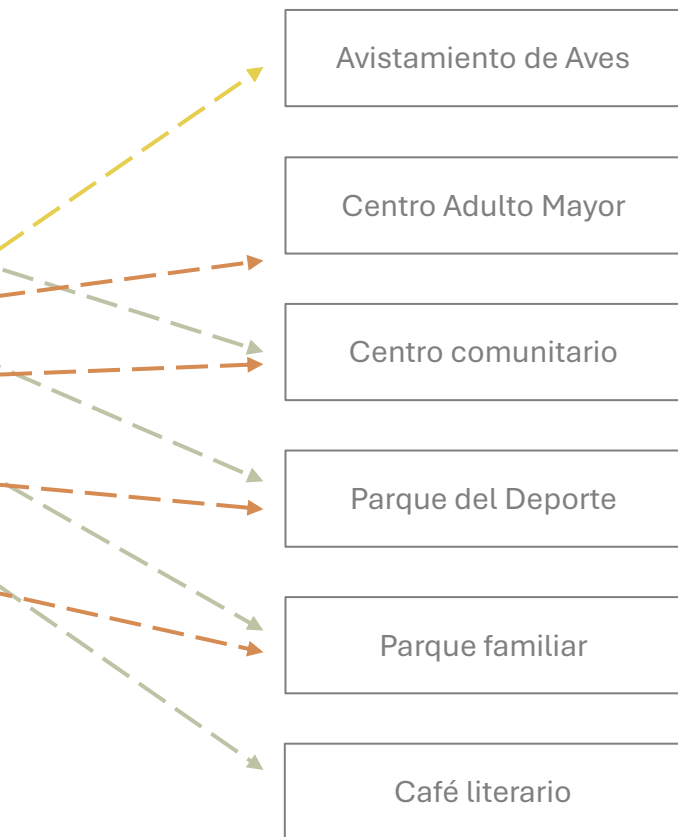 Avistamiento de Aves
Centro Adulto Mayor
Centro comunitario
Parque del Deporte
Parque familiar
Café literario